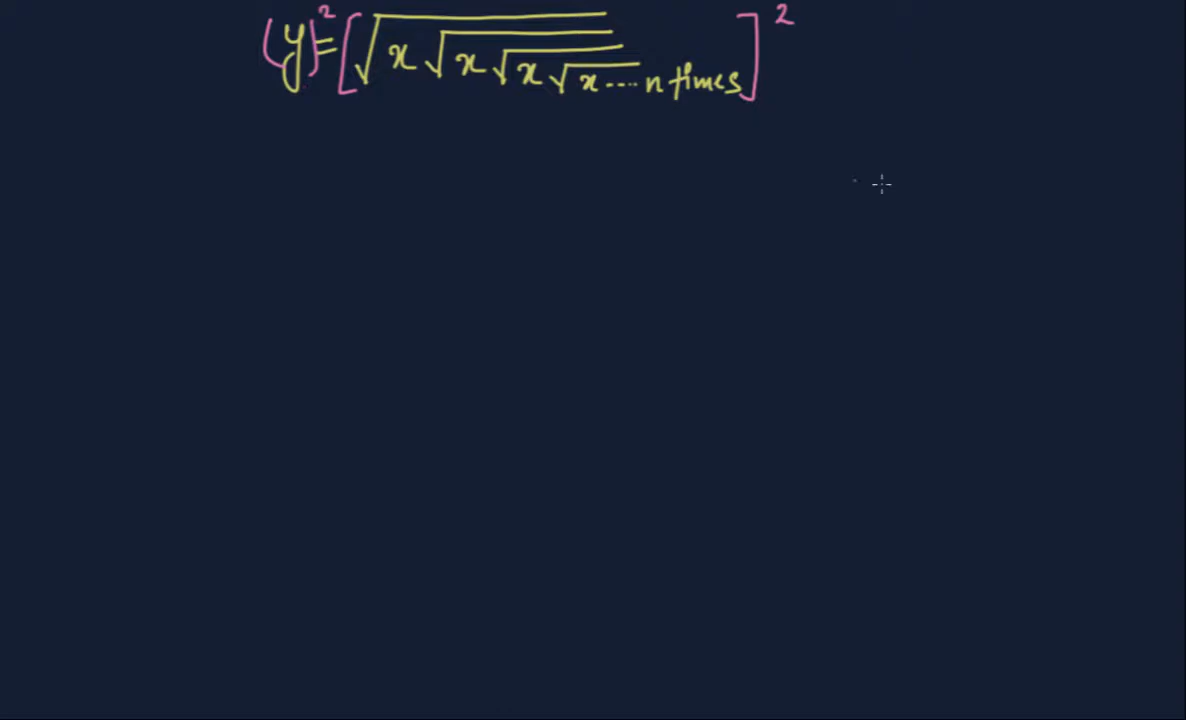 (y)² = [√x√x√x√x .... n times]²